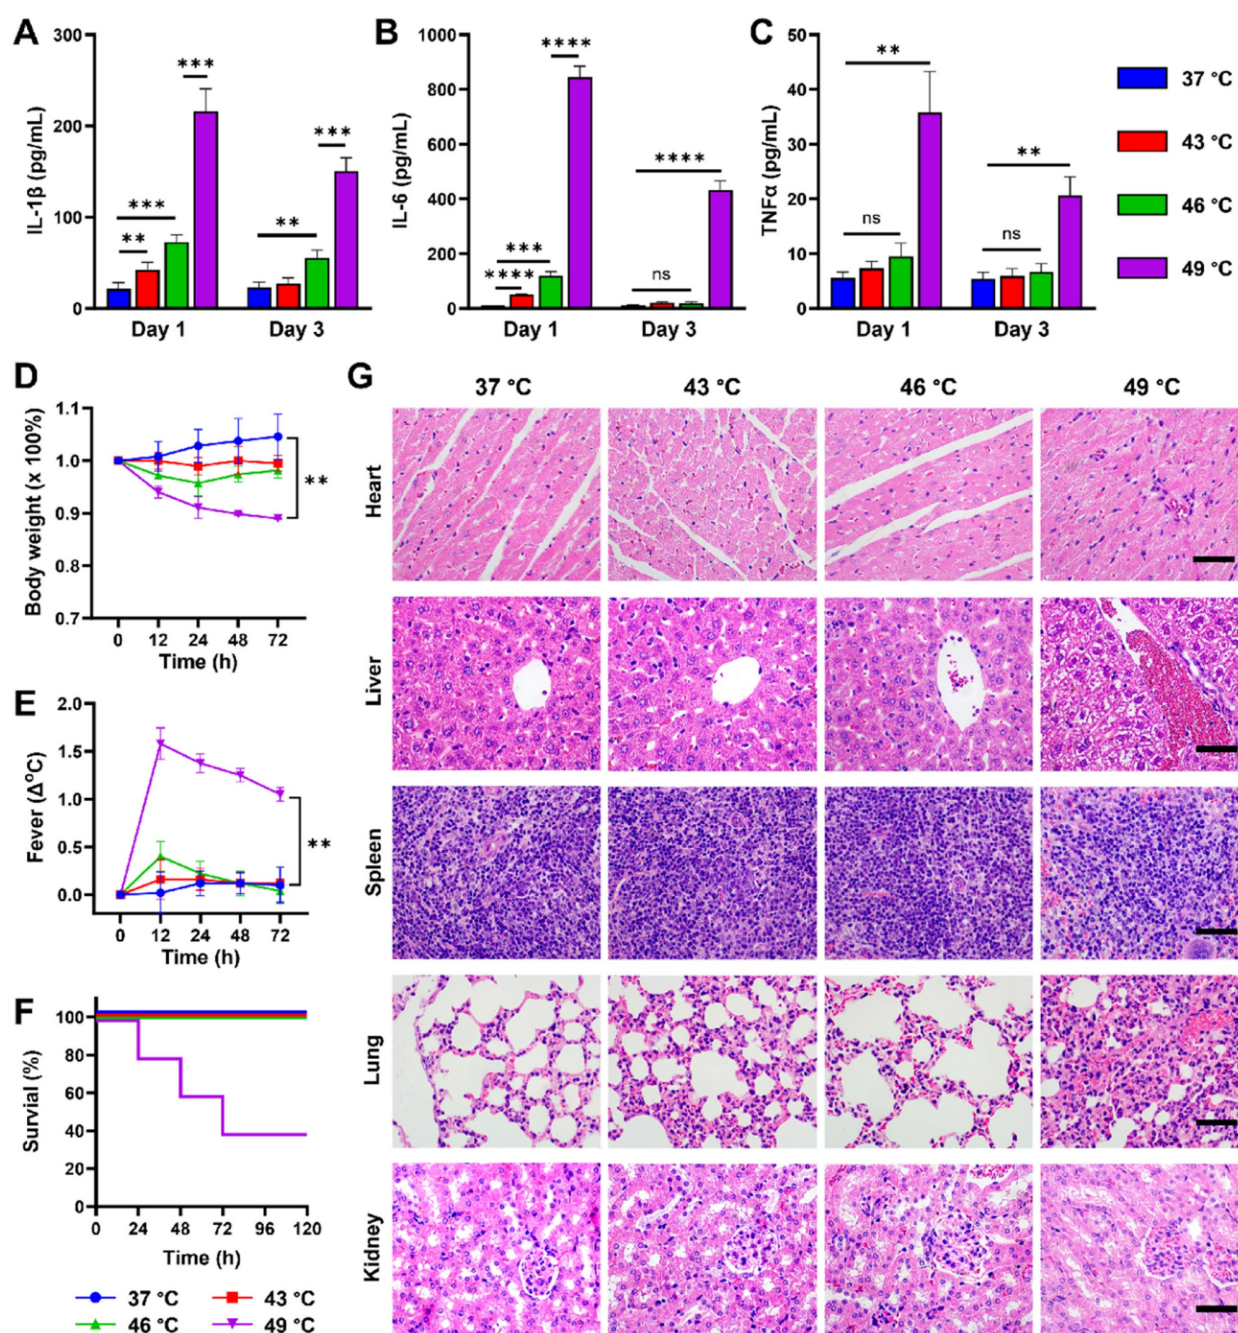 A
300
200
100
0
IL-1β (pg/mL)
***
***
**
***
**
Day 1
Day 3
B
1000
800
600
400
200
0
IL-6 (pg/mL)
****
***
****
****
ns
Day 1
Day 3
C
50
40
30
20
10
0
TNFα (pg/mL)
**
ns
**
ns
Day 1
Day 3
37 °C
43 °C
46 °C
49 °C
D
1.1
1.0
0.9
0.8
0.7
Body weight (x 100%)
**
0 12 24 48 72
Time (h)
E
2.0
1.5
1.0
0.5
0.0
Fever (Δ°C)
**
0 12 24 48 72
Time (h)
F
100
80
60
40
20
0
Survial (%)
0 24 48 72 96 120
Time (h)
37 °C 43 °C
46 °C 49 °C
G
37 °C 43 °C 46 °C 49 °C
Heart
Liver
Spleen
Lung
Kidney